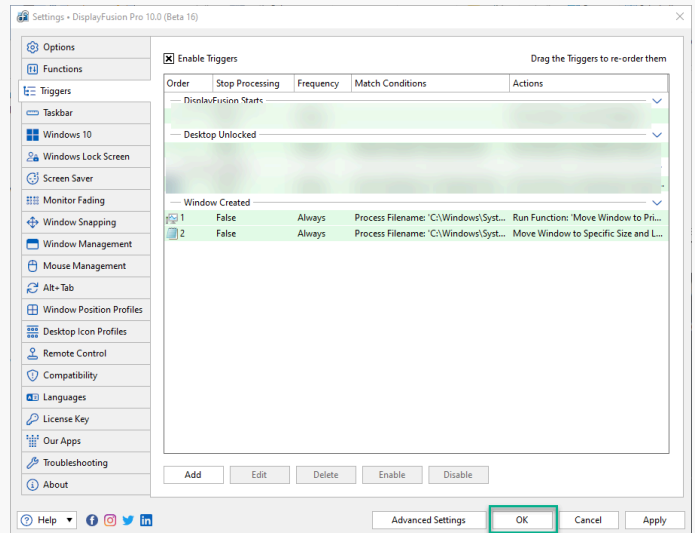 Settings • DisplayFusion Pro 10.0 (Beta 16)
Options
Functions
Triggers
Taskbar
Windows 10
Windows Lock Screen
Screen Saver
Monitor Fading
Window Snapping
Window Management
Mouse Management
Alt+Tab
Window Position Profiles
Desktop Icon Profiles
Remote Control
Compatibility
Languages
License Key
Our Apps
Troubleshooting
About
Enable Triggers Drag the Triggers to re-order them
Order Stop Processing Frequency Match Conditions Actions
DisplayFusion Starts
Desktop Unlocked
Window Created
1 False Always Process Filename: 'C:\Windows\Syst... Run Function: 'Move Window to Pri...
2 False Always Process Filename: 'C:\Windows\Syst... Move Window to Specific Size and L...
Add Edit Delete Enable Disable
Help Advanced Settings OK Cancel Apply